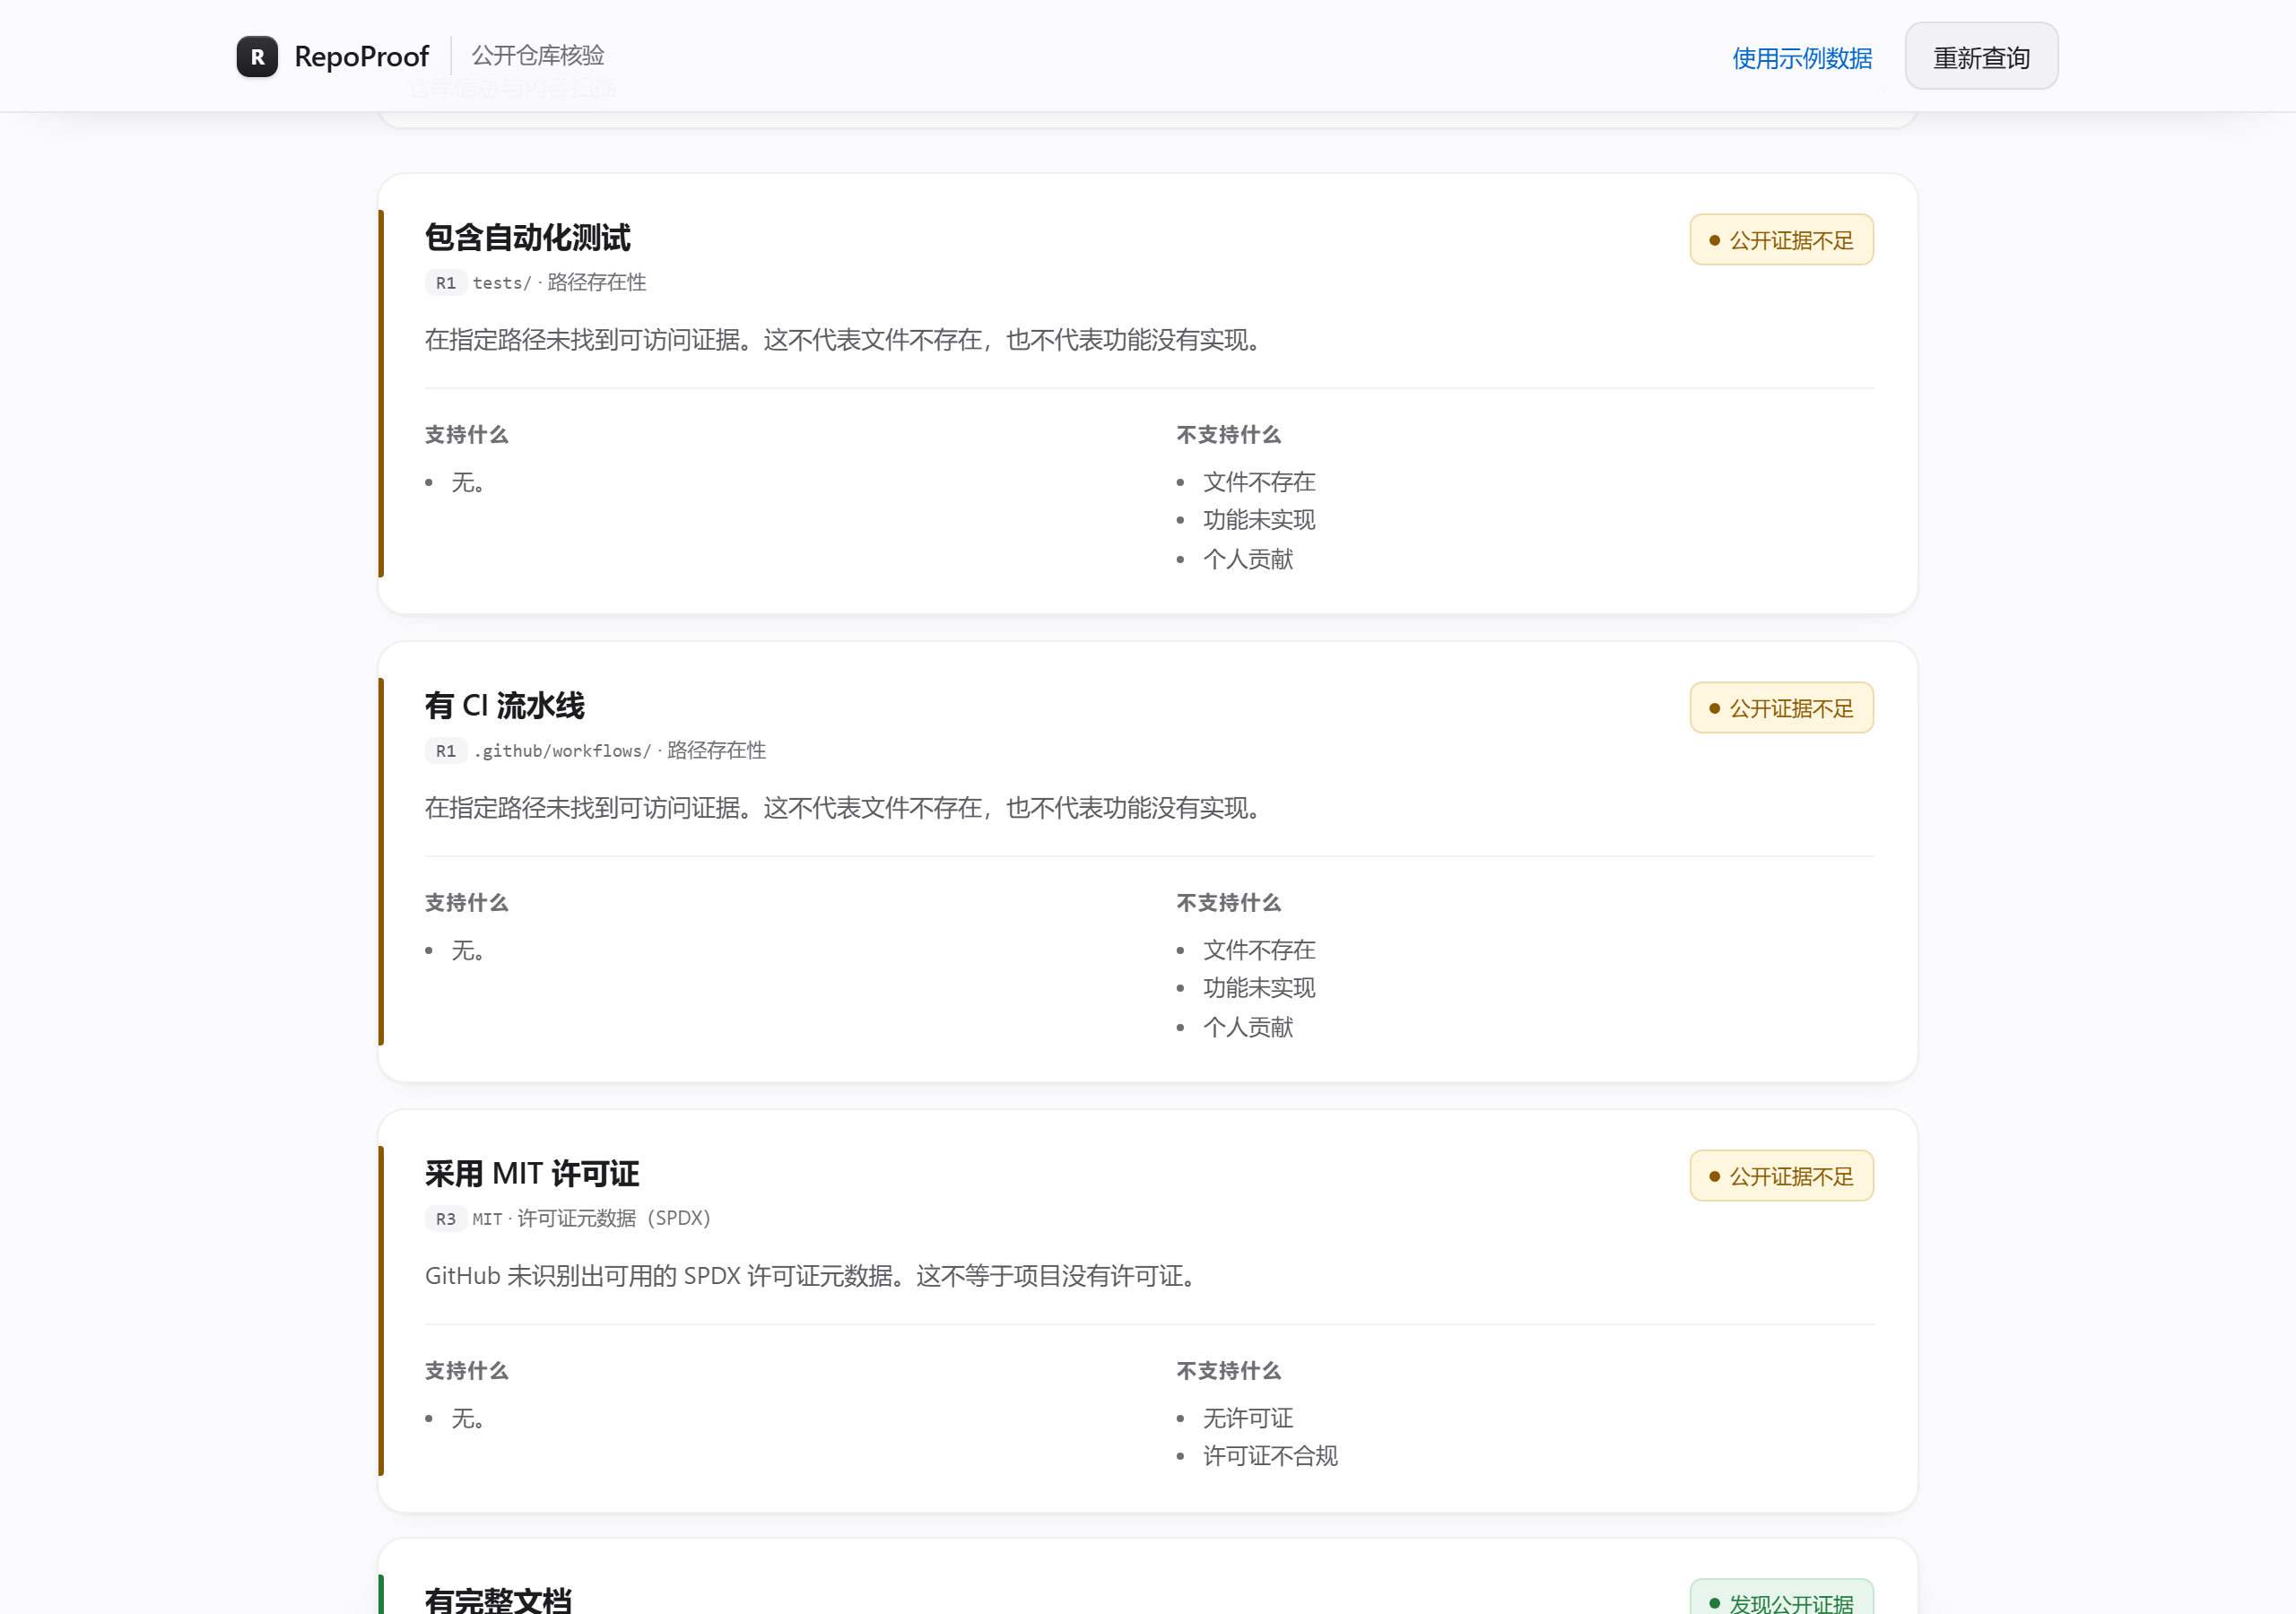 R RepoProof 公开仓库核验 使用示例数据 重新查询
仓库信息与内容扫描
包含自动化测试 公开证据不足
R1 tests/ · 路径存在性
在指定路径未找到可访问证据。这不代表文件不存在，也不代表功能没有实现。
支持什么 不支持什么
• 无。 • 文件不存在
• 功能未实现
• 个人贡献
有 CI 流水线 公开证据不足
R1 .github/workflows/ · 路径存在性
在指定路径未找到可访问证据。这不代表文件不存在，也不代表功能没有实现。
支持什么 不支持什么
• 无。 • 文件不存在
• 功能未实现
• 个人贡献
采用 MIT 许可证 公开证据不足
R3 MIT · 许可证元数据（SPDX）
GitHub 未识别出可用的 SPDX 许可证元数据。这不等于项目没有许可证。
支持什么 不支持什么
• 无。 • 无许可证
• 许可证不合规
有完整文档 发现公开证据